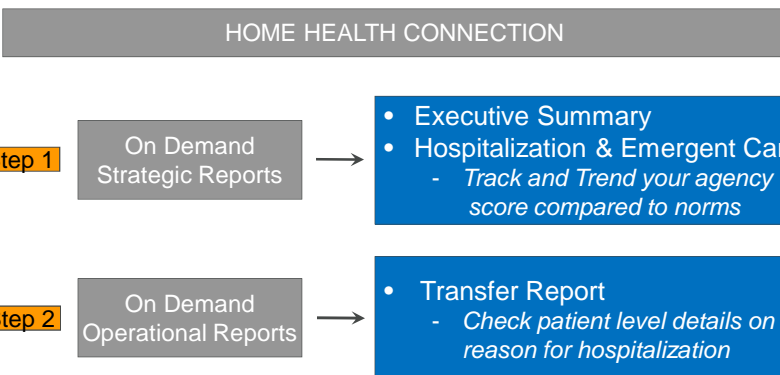 HOME HEALTH CONNECTION
tep 1
On Demand
Strategic Reports
• Executive Summary
• Hospitalization & Emergent Car
- Track and Trend your agency
score compared to norms
tep 2
On Demand
Operational Reports
• Transfer Report
- Check patient level details on
reason for hospitalization